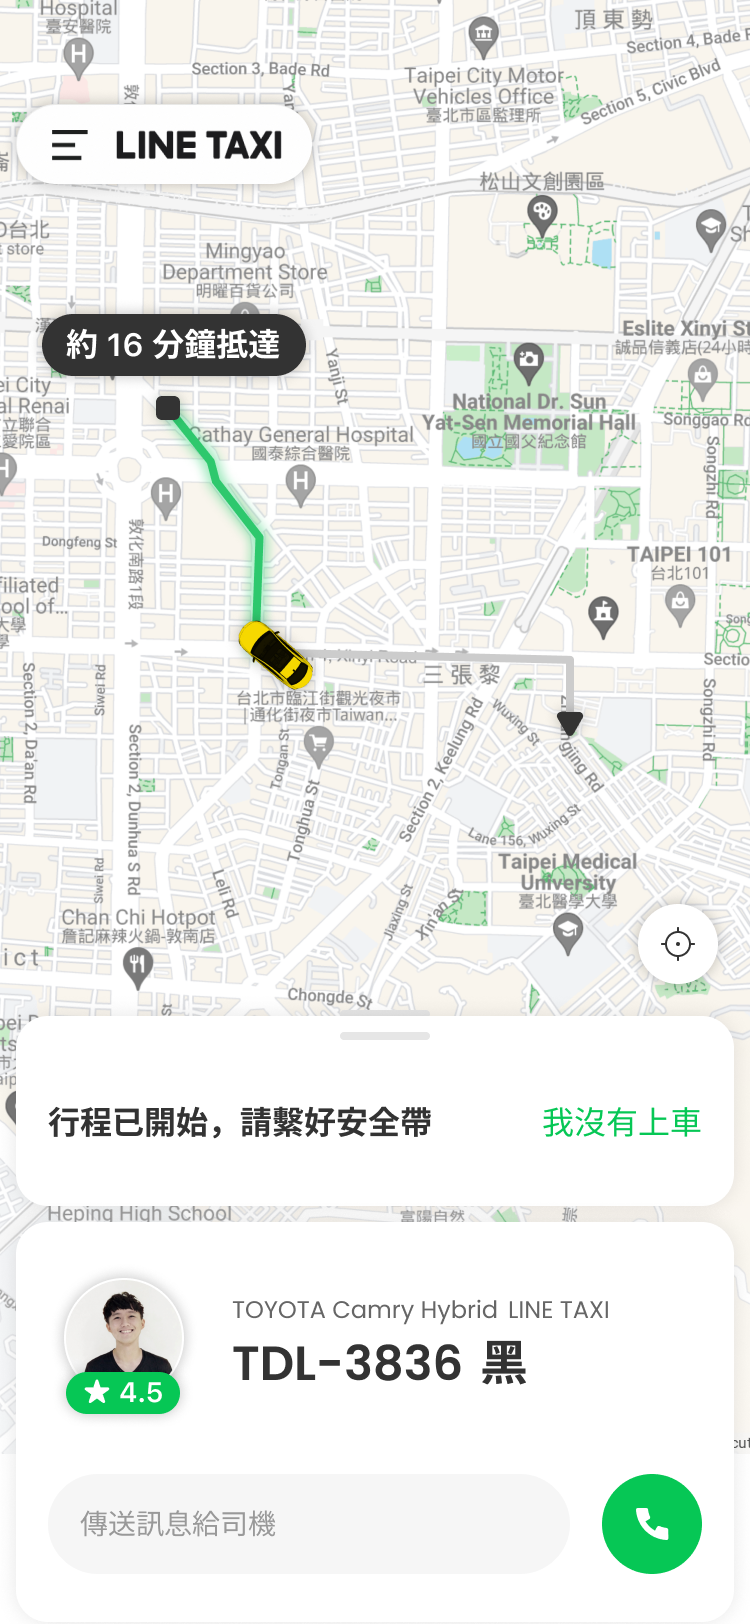 Hospital
臺安醫院
頂東勢
Section 4, Bade R
Section 3, Bade Rd
Taipei City Motor
Vehicles Office
臺北市區監理所
Section 5, Civic Blvd
LINE TAXI
松山文創園區
O台北
t store
Mingyao
Department Store
明曜百貨公司
Eslite Xinyi St
誠品信義店(24小時
約 16 分鐘抵達
Yanji St
ei City
al Renai
立聯合
愛院區
National Dr. Sun
Yat-Sen Memorial Hall
國立國父紀念館
Songgao Rd
Cathay General Hospital
國泰綜合醫院
Songzhi Rd
Dongfeng St
敦化南路1段
TAIPEI 101
台北101
filiated
ool of...
大學
學
Section 2, Da'an Rd
Siwei Rd
三張黎
Sectio
台北市臨江街觀光夜市
|通化街夜市Taiwan...
Songzhi Rd
Wuxing St
Tongan St
Section 2, Dunhua S Rd
Section 2, Keelung Rd
Tonghua St
Lane 156, Wuxing St
Siwei Rd
Leli Rd
Taipei Medical
University
臺北醫學大學
Jiaxing St
Xin'an St
Chan Chi Hotpot
詹記麻辣火鍋-敦南店
ict
Chongde St
行程已開始，請繫好安全帶
我沒有上車
Heping High School
富陽自然
TOYOTA Camry Hybrid LINE TAXI
TDL-3836 黑
4.5
傳送訊息給司機